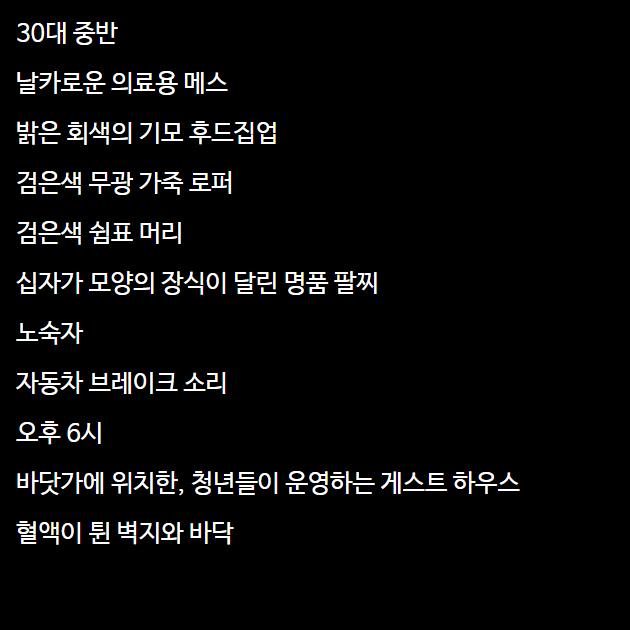 30대 중반
날카로운 의료용 메스
밝은 회색의 기모 후드집업
검은색 무광 가죽 로퍼
검은색 쉼표 머리
십자가 모양의 장식이 달린 명품 팔찌
노숙자
자동차 브레이크 소리
오후 6시
바닷가에 위치한, 청년들이 운영하는 게스트 하우스
혈액이 튄 벽지와 바닥